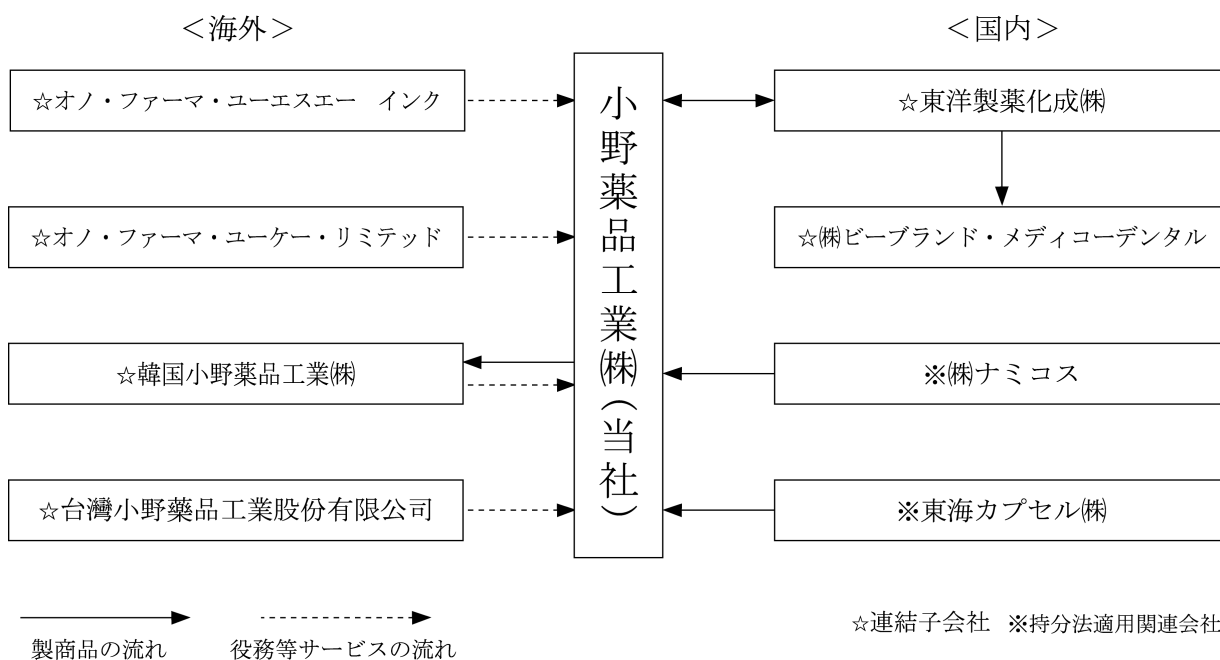 ＜海外＞
＜国内＞
☆オノ・ファーマ・ユーエスエー　インク
☆オノ・ファーマ・ユーケー・リミテッド
☆韓国小野薬品工業㈱
☆台灣小野藥品工業股份有限公司
小野薬品工業㈱（当社）
☆東洋製薬化成㈱
☆㈱ビーブランド・メディコーデンタル
※㈱ナミコス
※東海カプセル㈱
製商品の流れ
役務等サービスの流れ
☆連結子会社 ※持分法適用関連会社